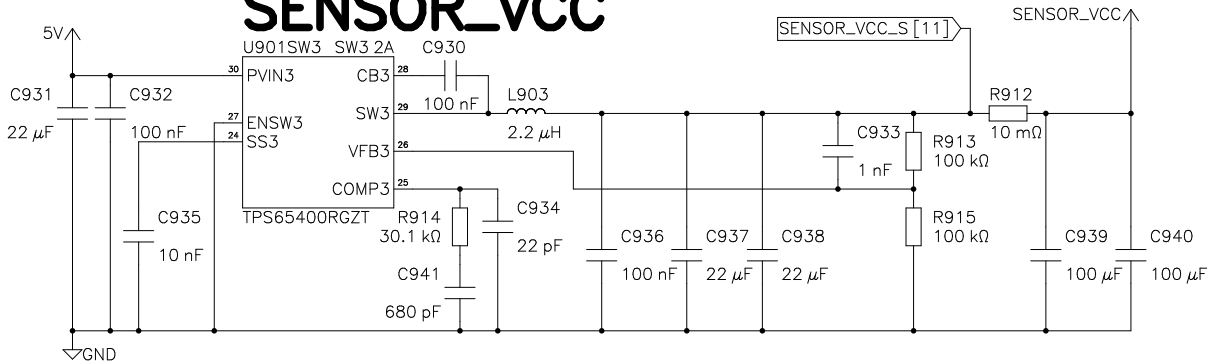 SENSOR_VCC
5V
U901SW3 SW3 2A
C930
100 nF
SENSOR_VCC_S [11]
SENSOR_VCC
30 PVIN3
CB3 28
27 ENSW3
SW3 29
24 SS3
VFB3 26
COMP3 25
TPS65400RGZT
C931
22 µF
C932
100 nF
L903
2.2 µH
R912
10 mΩ
C933
1 nF
R913
100 kΩ
C935
10 nF
R914
30.1 kΩ
C934
22 pF
C941
680 pF
C936
100 nF
C937
22 µF
C938
22 µF
R915
100 kΩ
C939
100 µF
C940
100 µF
GND